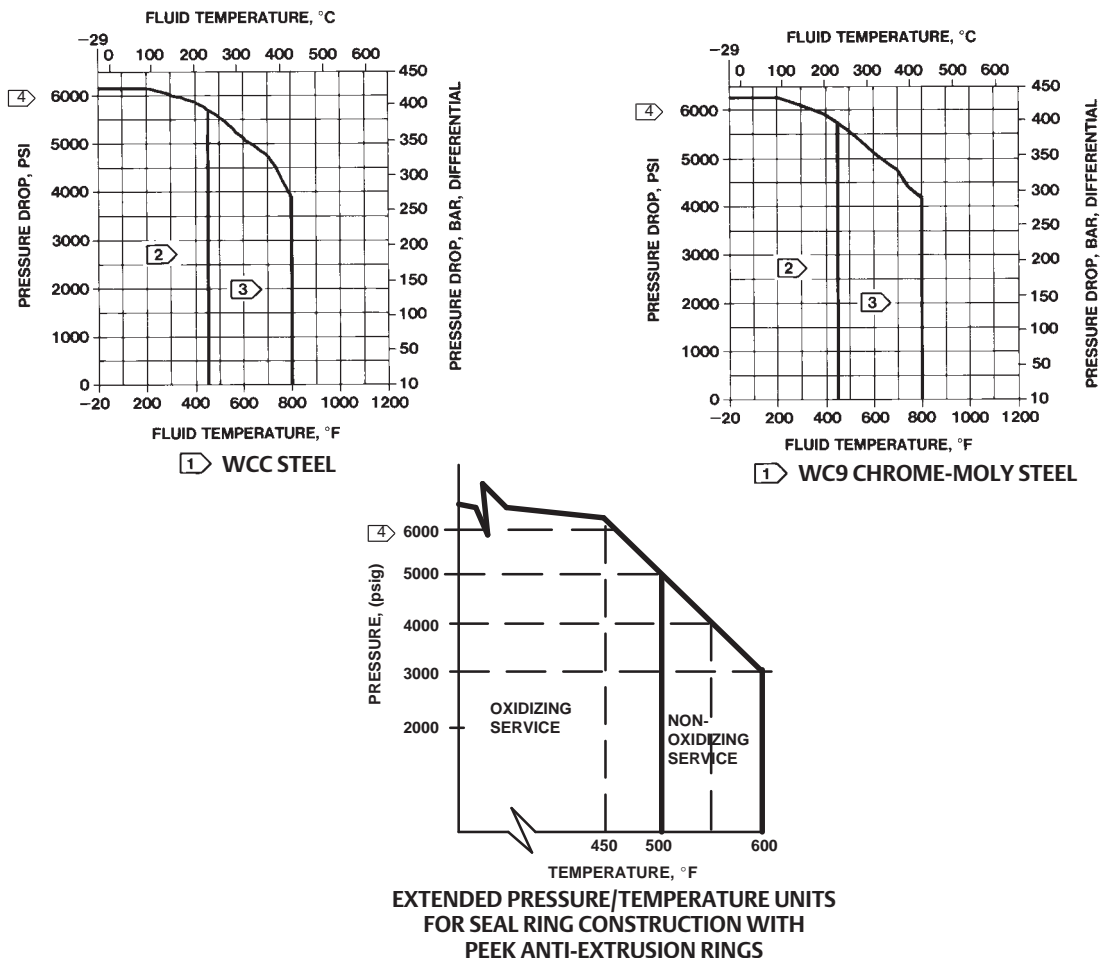 FLUID TEMPERATURE, °C
−29
0 100 200 300 400 500 600
450
400
350
300
250
200
150
100
50
10
PRESSURE DROP, BAR, DIFFERENTIAL
4
6000
5000
4000
3000
2000
1000
0
PRESSURE DROP, PSI
2
3
−20 200 400 600 800 1000 1200
FLUID TEMPERATURE, °F
1 WCC STEEL
FLUID TEMPERATURE, °C
−29
0 100 200 300 400 500 600
450
400
350
300
250
200
150
100
50
10
PRESSURE DROP, BAR, DIFFERENTIAL
4
6000
5000
4000
3000
2000
1000
0
PRESSURE DROP, PSI
2
3
−20 200 400 600 800 1000 1200
FLUID TEMPERATURE, °F
1 WC9 CHROME-MOLY STEEL
4
6000
5000
4000
3000
2000
PRESSURE, (psig)
OXIDIZING
SERVICE
NON-
OXIDIZING
SERVICE
450 500 600
TEMPERATURE, °F
EXTENDED PRESSURE/TEMPERATURE UNITS
FOR SEAL RING CONSTRUCTION WITH
PEEK ANTI-EXTRUSION RINGS